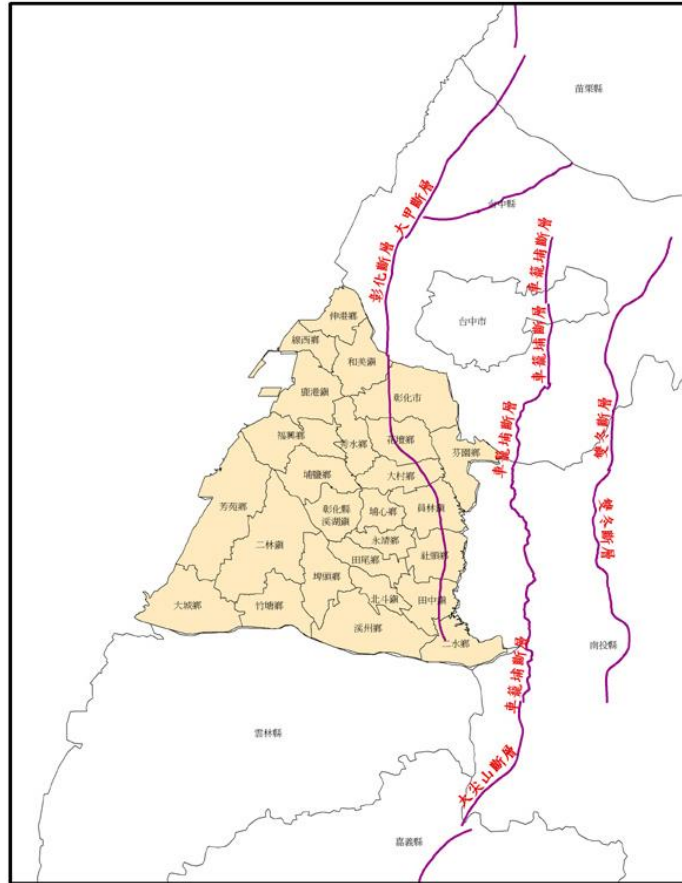 苗栗縣
大甲斷層
台中縣
彰化斷層
車籠埔斷層
台中市
車籠埔斷層
伸港鄉
線西鄉
和美鎮
鹿港鎮
彰化市
福興鄉
秀水鄉
花壇鄉
芬園鄉
車籠埔斷層
雙冬斷層
埔鹽鄉
大村鄉
芳苑鄉
彰化縣
溪湖鎮
埔心鄉
員林鎮
雙冬斷層
二林鎮
永靖鄉
田尾鄉
社頭鄉
埤頭鄉
大城鄉
竹塘鄉
北斗鎮
田中鎮
溪州鄉
二水鄉
南投縣
車籠埔斷層
雲林縣
大尖山斷層
嘉義縣